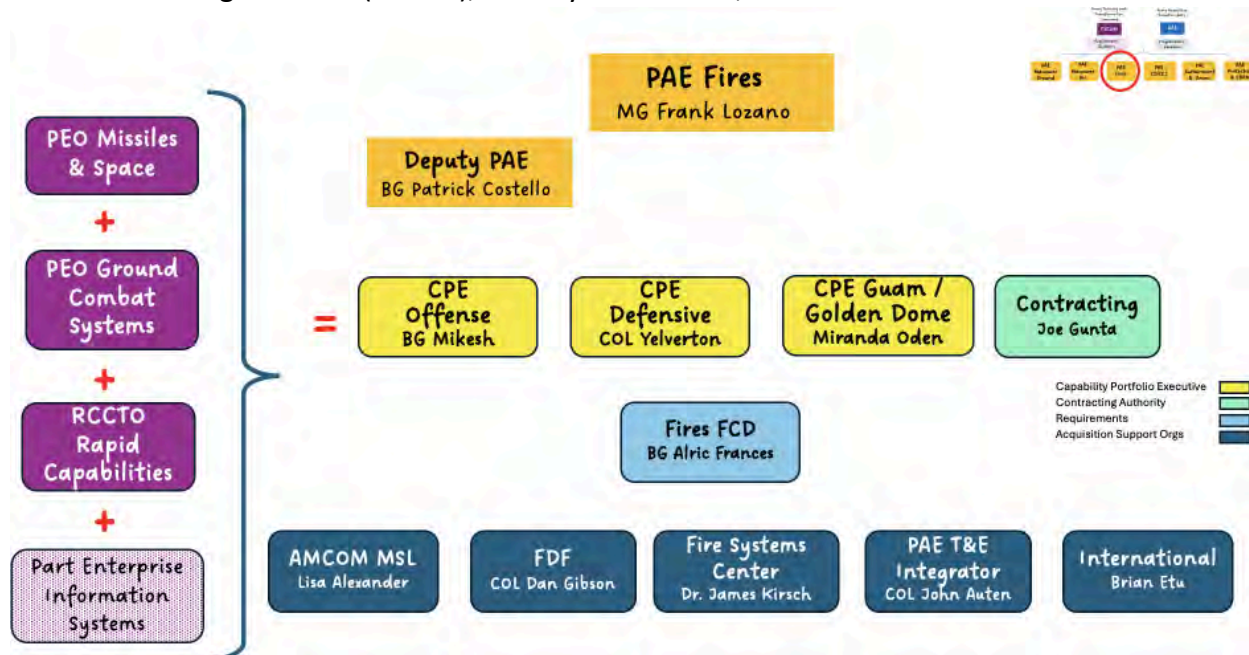 PAE Fires
MG Frank Lozano
Deputy PAE
BG Patrick Costello
PEO Missiles
& Space
+
PEO Ground
Combat
Systems
+
RCCTO
Rapid
Capabilities
+
Part Enterprise
Information
Systems
=
CPE
Offense
BG Mikesh
CPE
Defensive
COL Yelverton
CPE Guam /
Golden Dome
Miranda Oden
Contracting
Joe Gunta
Capability Portfolio Executive
Contracting Authority
Requirements
Acquisition Support Orgs
Fires FCD
BG Alric Frances
AMCOM MSL
Lisa Alexander
FDF
COL Dan Gibson
Fire Systems
Center
Dr. James Kirsch
PAE T&E
Integrator
COL John Auten
International
Brian Etu